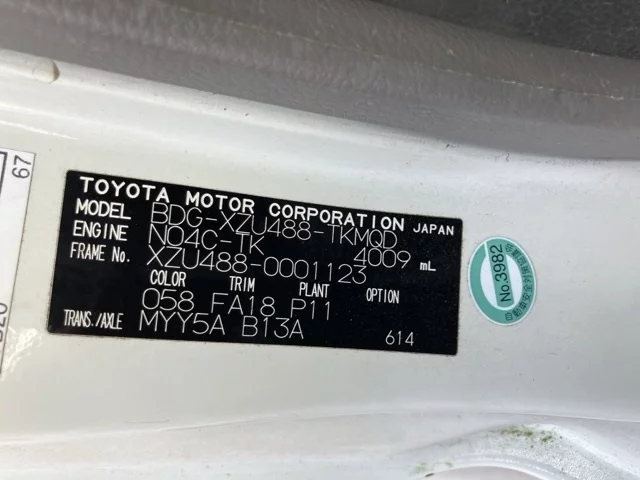 TOYOTA MOTOR CORPORATION JAPAN
MODEL BDG-XZU488-TKMQD
ENGINE N04C-TK 4009 mL
FRAME No. XZU488-0001123
COLOR TRIM PLANT OPTION
058 FA18 P11
TRANS./AXLE MYY5A B13A 614
No.3982
67